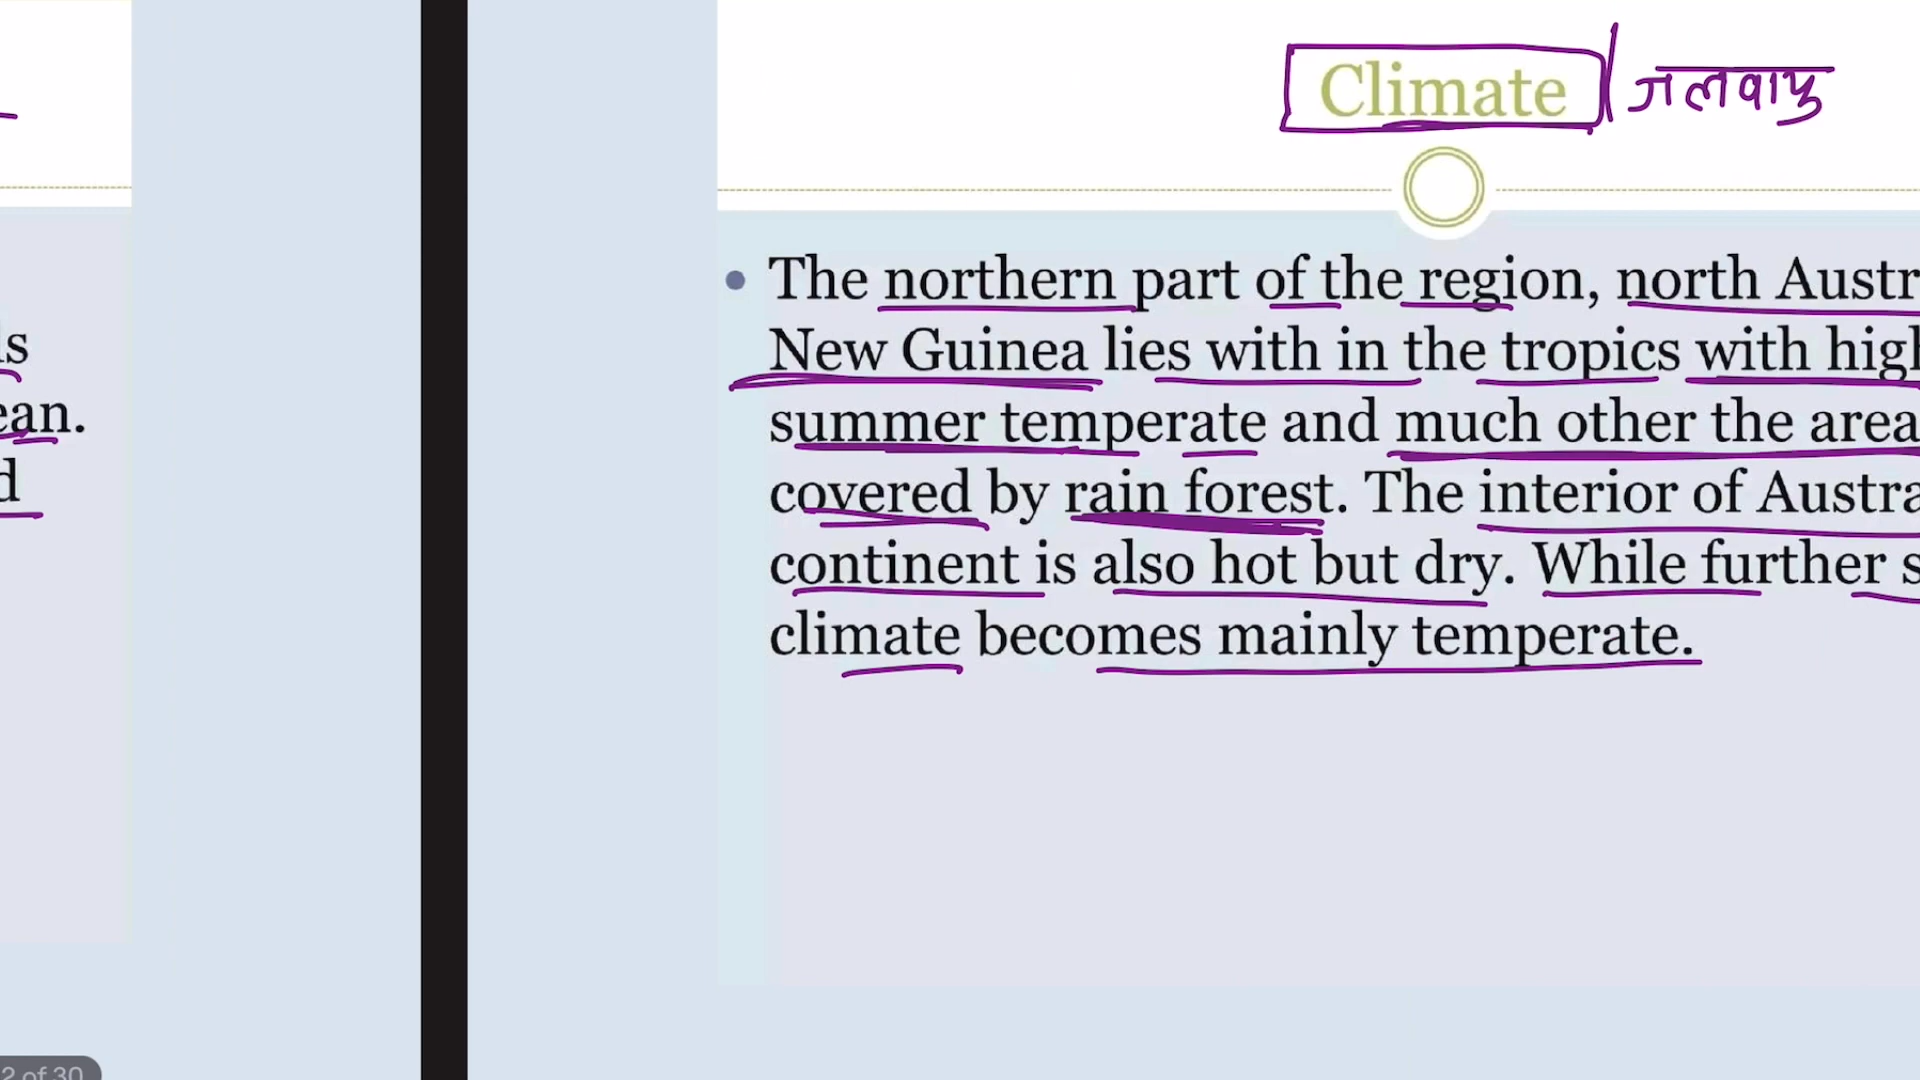 Climate जलवायु
The northern part of the region, north Austr
New Guinea lies with in the tropics with high
summer temperate and much other the area
covered by rain forest. The interior of Austra
continent is also hot but dry. While further s
climate becomes mainly temperate.
ean.
2 of 30